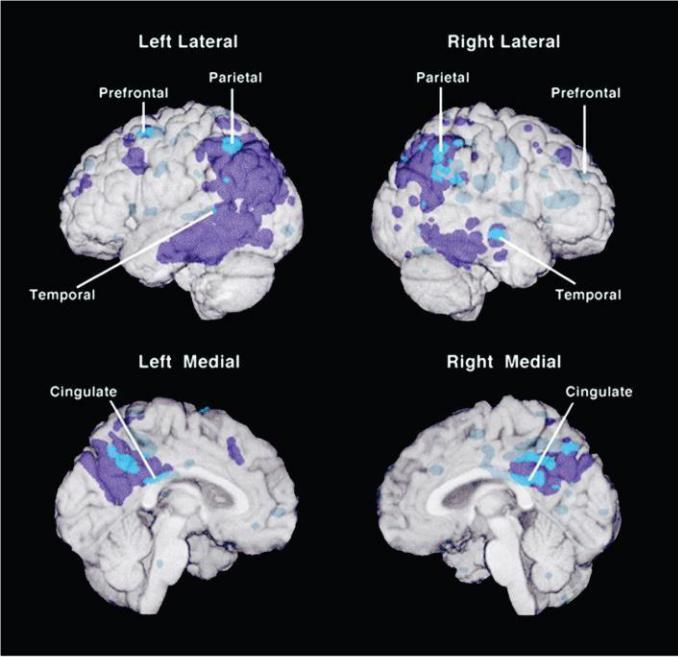 Left Lateral
Right Lateral
Prefrontal
Parietal
Parietal
Prefrontal
Temporal
Temporal
Left Medial
Right Medial
Cingulate
Cingulate